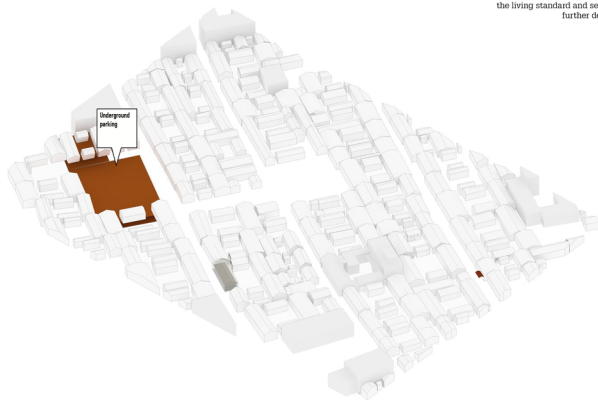 the living standard and se
further de
Underground
parking